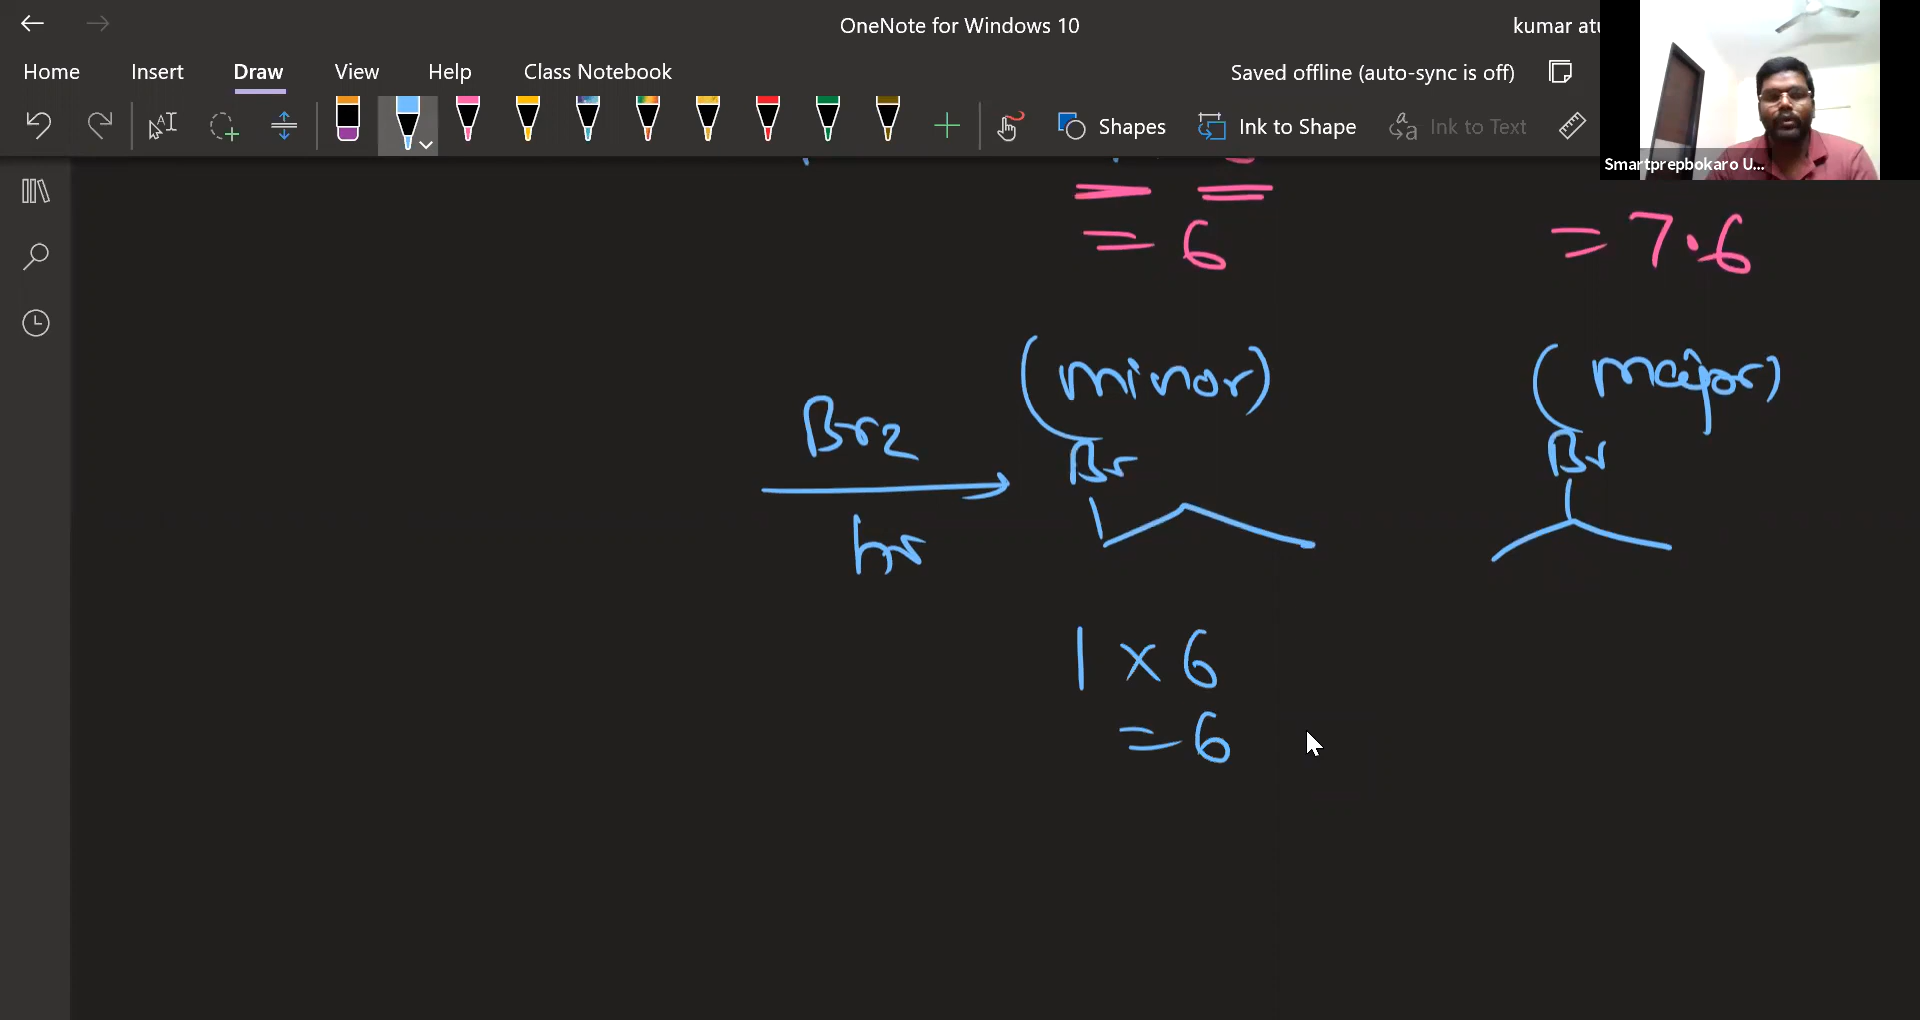 OneNote for Windows 10
kumar atu
Home Insert Draw View Help Class Notebook
Saved offline (auto-sync is off)
Shapes Ink to Shape Ink to Text
Smartprepbokaro U...
= 6
= 7.6
(minor)
(major)
Br2
Br
Br
hν
1 x 6
= 6